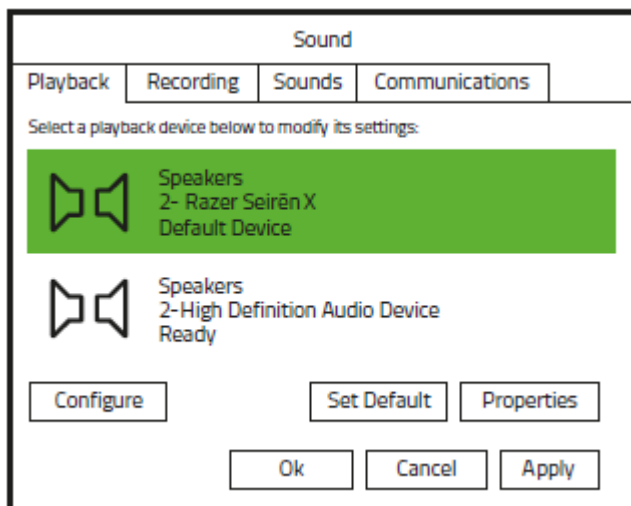 Sound
Playback Recording Sounds Communications
Select a playback device below to modify its settings:
Speakers
2- Razer Seirēn X
Default Device
Speakers
2-High Definition Audio Device
Ready
Configure Set Default Properties
Ok Cancel Apply